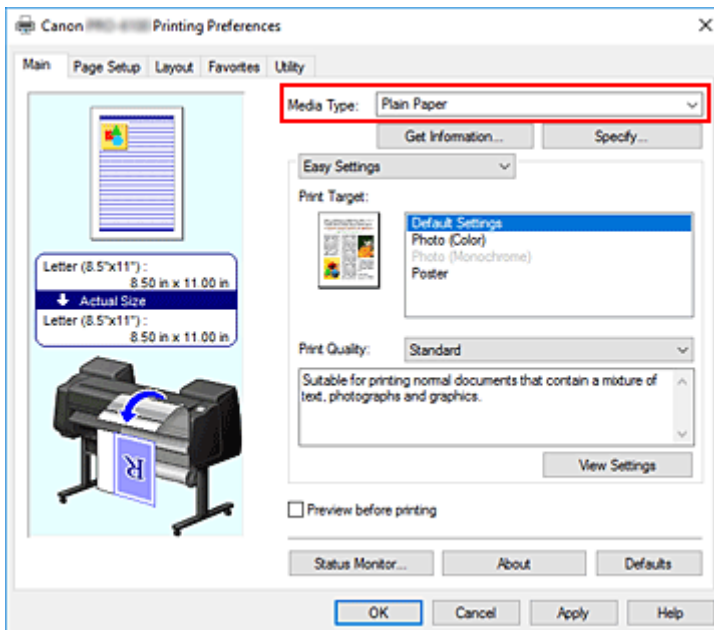 Canon Printing Preferences
Main Page Setup Layout Favorites Utility
Media Type: Plain Paper
Get Information... Specify...
Easy Settings
Print Target:
Default Settings
Photo (Color)
Photo (Monochrome)
Poster
Letter (8.5"x11") :
8.50 in x 11.00 in
Actual Size
Letter (8.5"x11") :
8.50 in x 11.00 in
Print Quality: Standard
Suitable for printing normal documents that contain a mixture of
text, photographs and graphics.
R
View Settings
Preview before printing
Status Monitor... About Defaults
OK Cancel Apply Help